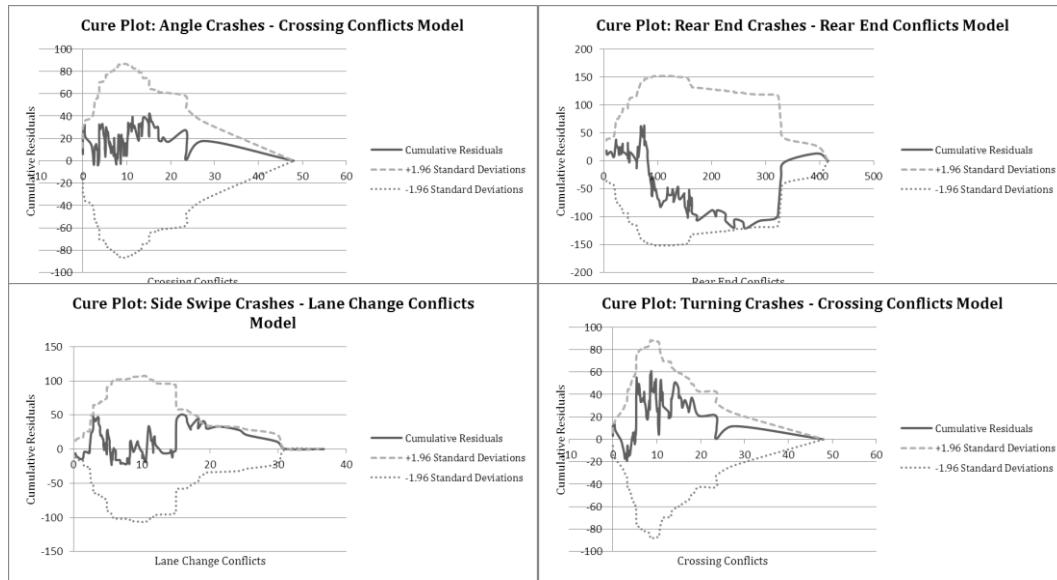 Cure Plot: Angle Crashes - Crossing Conflicts Model
100
80
60
40
20
0
-20
-40
-60
-80
-100
10
0
10
20
30
40
50
60
Cumulative Residuals
Crossing Conflicts
Cumulative Residuals
+1.96 Standard Deviations
-1.96 Standard Deviations
Cure Plot: Rear End Crashes - Rear End Conflicts Model
200
150
100
50
0
-50
-100
-150
-200
0
100
200
300
400
500
Cumulative Residuals
Rear End Conflicts
Cumulative Residuals
+1.96 Standard Deviations
-1.96 Standard Deviations
Cure Plot: Side Swipe Crashes - Lane Change Conflicts
Model
150
100
50
0
-50
-100
-150
0
10
20
30
40
Cumulative Residuals
Lane Change Conflicts
Cumulative Residuals
+1.96 Standard Deviations
-1.96 Standard Deviations
Cure Plot: Turning Crashes - Crossing Conflicts Model
100
80
60
40
20
0
-20
-40
-60
-80
-100
10
0
10
20
30
40
50
60
Cumulative Residuals
Crossing Conflicts
Cumulative Residuals
+1.96 Standard Deviations
-1.96 Standard Deviations